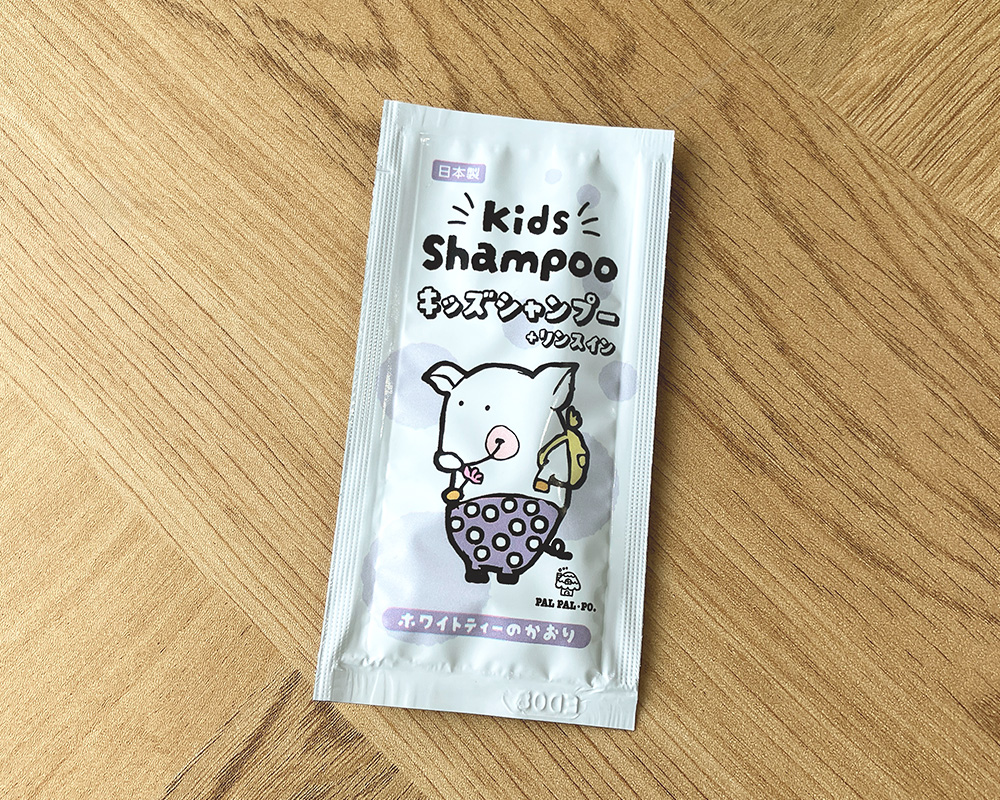 日本製
kids
Shampoo
キッズシャンプー
+リンスイン
PAL PAL・PO.
ホワイトティーのかおり